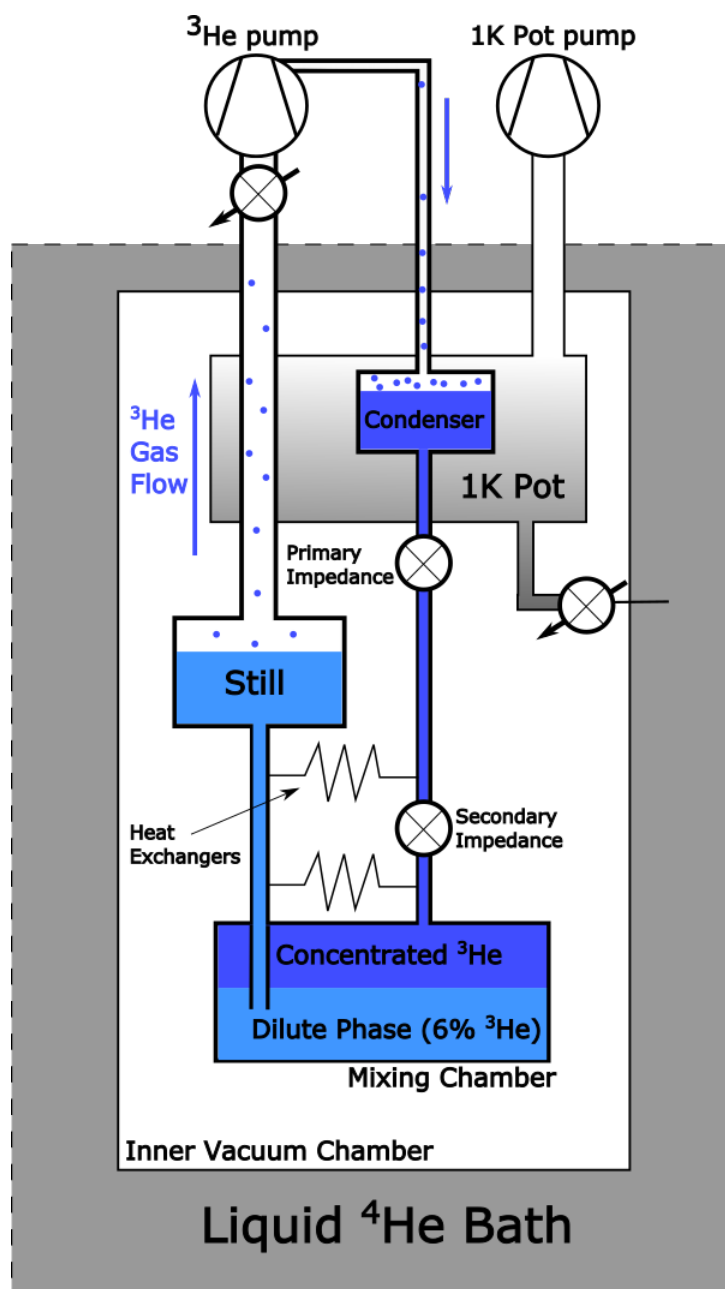 ³He pump
1K Pot pump
³He
Gas
Flow
Condenser
1K Pot
Primary
Impedance
Still
Heat
Exchangers
Secondary
Impedance
Concentrated ³He
Dilute Phase (6% ³He)
Mixing Chamber
Inner Vacuum Chamber
Liquid ⁴He Bath